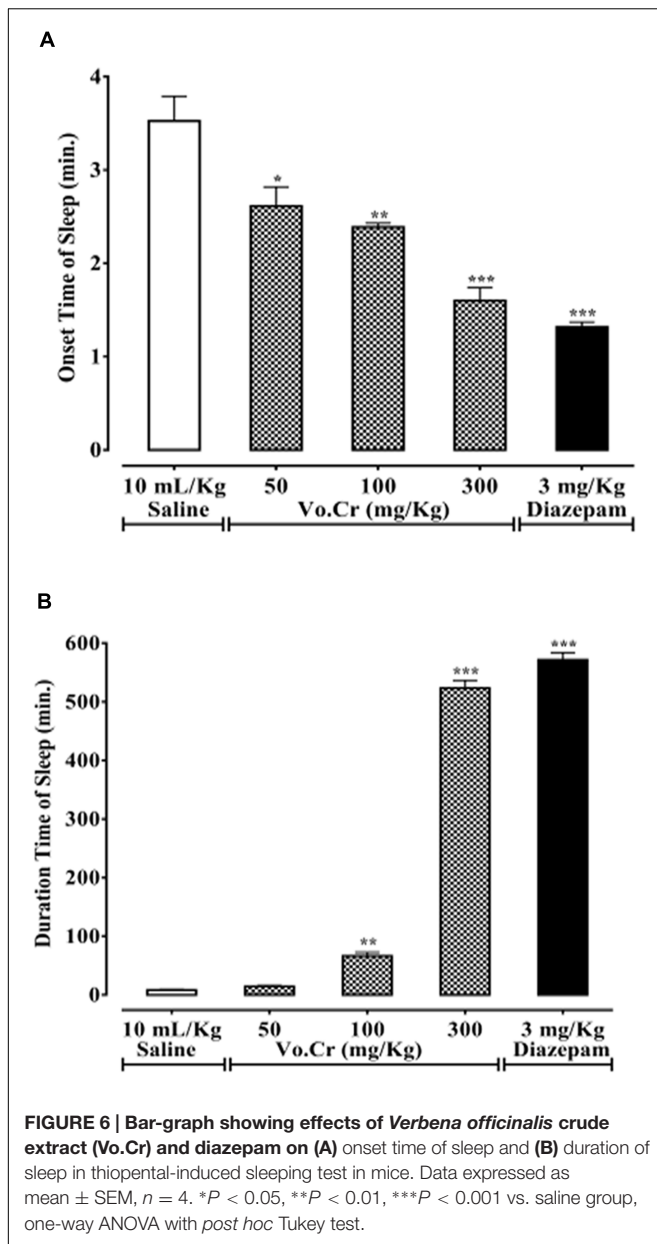 A
Onset Time of Sleep (min.)
4
3
2
1
0
*
**
***
***
10 mL/Kg 50 100 300 3 mg/Kg
Saline Vo.Cr (mg/Kg) Diazepam
B
Duration Time of Sleep (min.)
600
500
400
300
200
100
0
**
***
***
10 mL/Kg 50 100 300 3 mg/Kg
Saline Vo.Cr (mg/Kg) Diazepam
FIGURE 6 | Bar-graph showing effects of Verbena officinalis crude
extract (Vo.Cr) and diazepam on (A) onset time of sleep and (B) duration of
sleep in thiopental-induced sleeping test in mice. Data expressed as
mean ± SEM, n = 4. *P < 0.05, **P < 0.01, ***P < 0.001 vs. saline group,
one-way ANOVA with post hoc Tukey test.